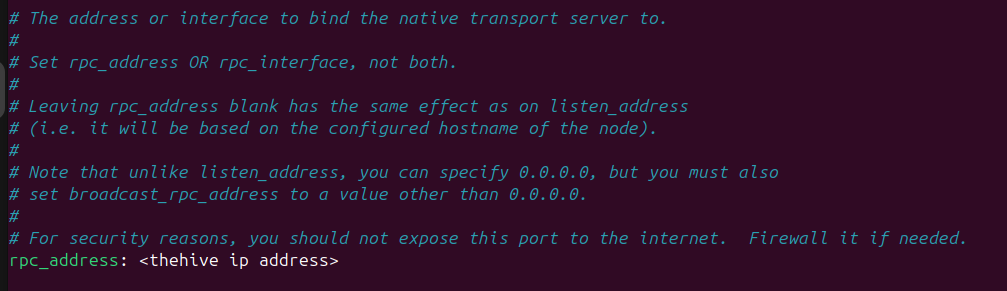 # The address or interface to bind the native transport server to.
#
# Set rpc_address OR rpc_interface, not both.
#
# Leaving rpc_address blank has the same effect as on listen_address
# (i.e. it will be based on the configured hostname of the node).
#
# Note that unlike listen_address, you can specify 0.0.0.0, but you must also
# set broadcast_rpc_address to a value other than 0.0.0.0.
#
# For security reasons, you should not expose this port to the internet.  Firewall it if needed.
rpc_address: <thehive ip address>